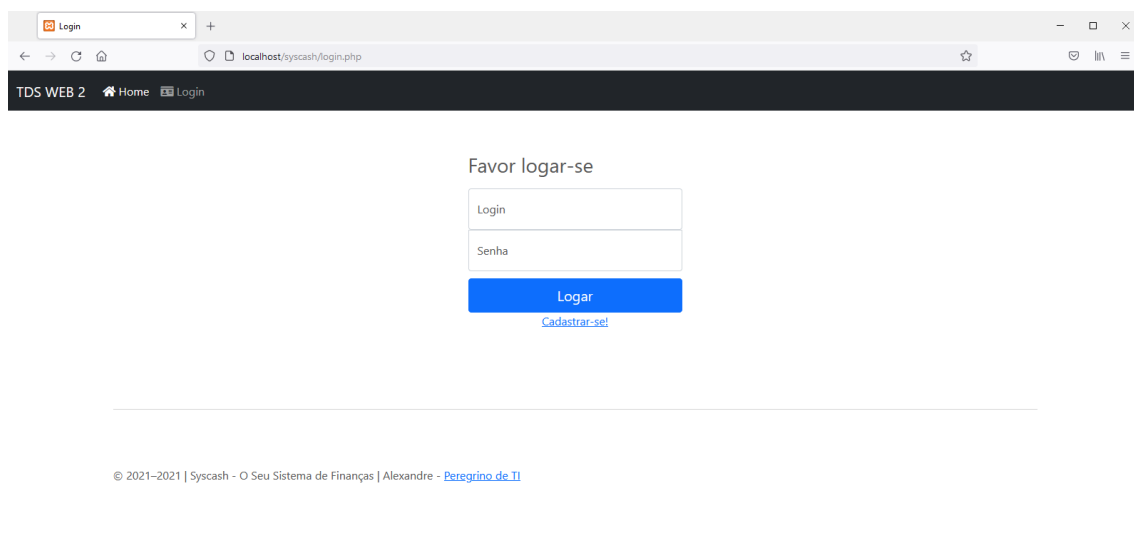 Login
localhost/syscash/login.php
TDS WEB 2 Home Login
Favor logar-se
Login
Senha
Logar
Cadastrar-se!
© 2021–2021 | Syscash - O Seu Sistema de Finanças | Alexandre - Peregrino de TI